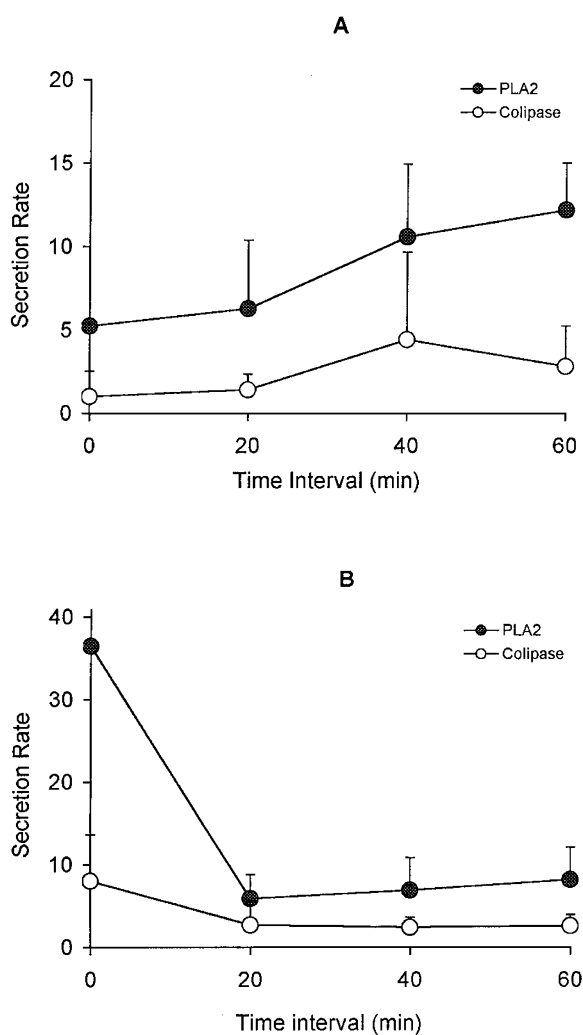 A
20
15
10
5
0
Secretion Rate
PLA2
Colipase
0 20 40 60
Time Interval (min)
B
40
30
20
10
0
Secretion Rate
PLA2
Colipase
0 20 40 60
Time interval (min)